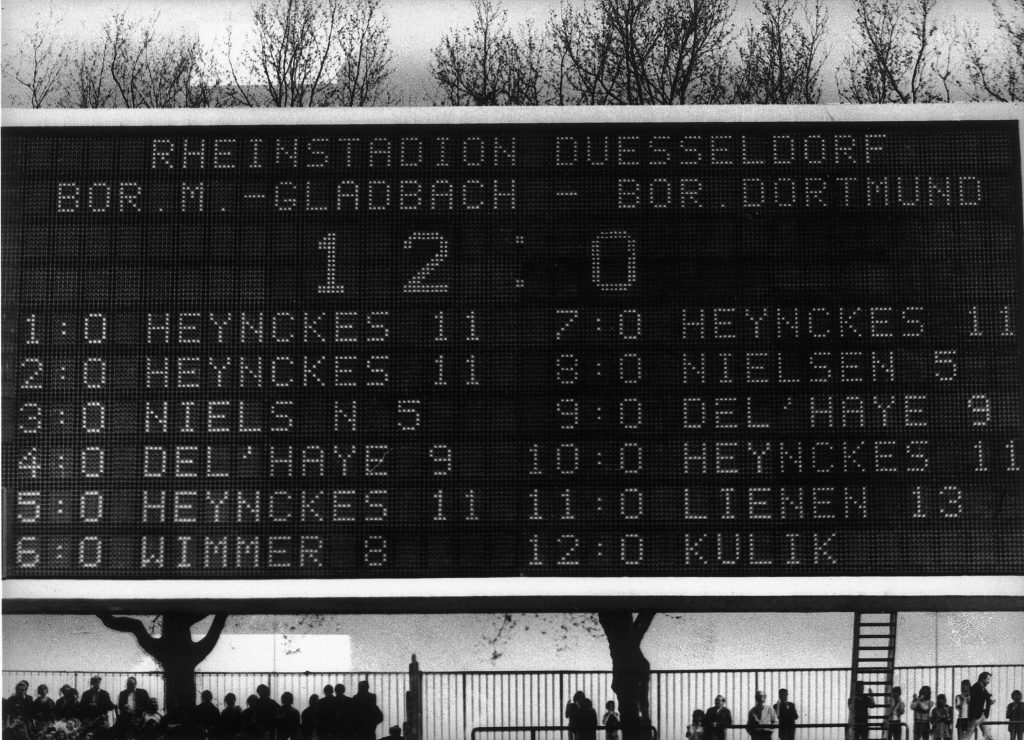 RHEINSTADION DUESSELDORF
BOR.M.-GLADBACH - BOR.DORTMUND
12:0
1:0 HEYNCKES 11 7:0 HEYNCKES 11
2:0 HEYNCKES 11 8:0 NIELSEN 5
3:0 NIELS N 5 9:0 DEL'HAYE 9
4:0 DEL'HAYE 9 10:0 HEYNCKES 11
5:0 HEYNCKES 11 11:0 LIENEN 13
6:0 WIMMER 8 12:0 KULIK